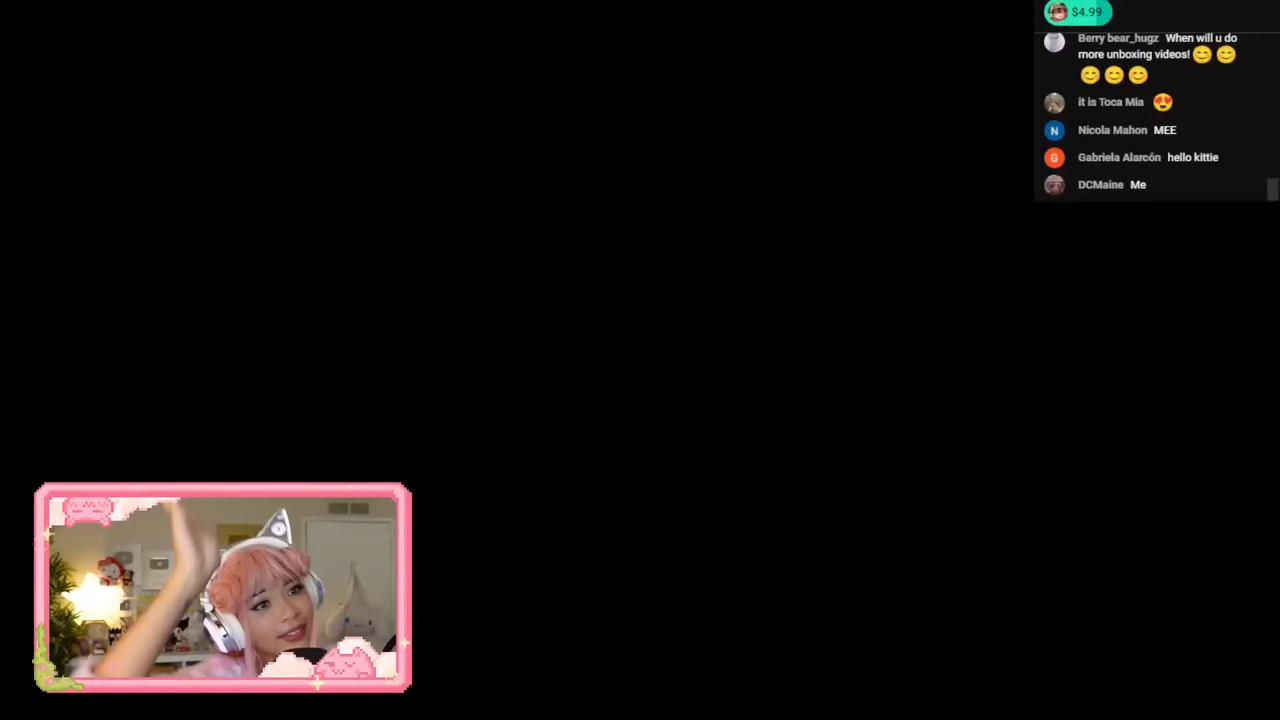 $4.99
Berry bear_hugz When will u do
more unboxing videos!
it is Toca Mia
N Nicola Mahon MEE
G Gabriela Alarcón hello kittie
DCMaine Me